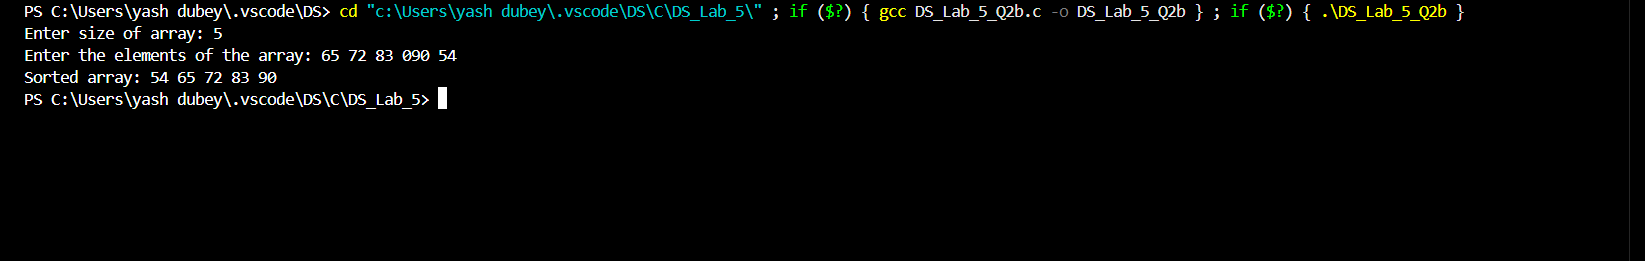 PS C:\Users\yash dubey\.vscode\DS> cd "c:\Users\yash dubey\.vscode\DS\C\DS_Lab_5\" ; if ($?) { gcc DS_Lab_5_Q2b.c -o DS_Lab_5_Q2b } ; if ($?) { .\DS_Lab_5_Q2b }
Enter size of array: 5
Enter the elements of the array: 65 72 83 090 54
Sorted array: 54 65 72 83 90
PS C:\Users\yash dubey\.vscode\DS\C\DS_Lab_5>